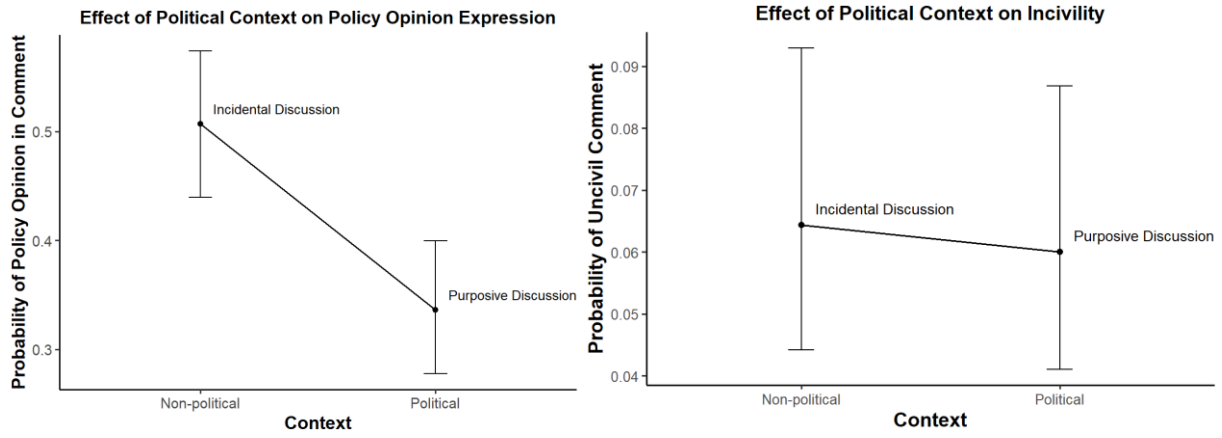 Effect of Political Context on Policy Opinion Expression
Probability of Policy Opinion in Comment
0.5
0.4
0.3
Incidental Discussion
Purposive Discussion
Non-political
Political
Context
Effect of Political Context on Incivility
Probability of Uncivil Comment
0.09
0.08
0.07
0.06
0.05
0.04
Incidental Discussion
Purposive Discussion
Non-political
Political
Context